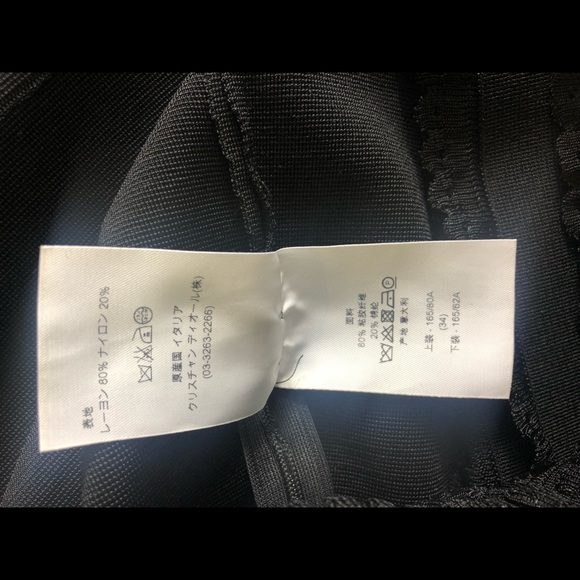 表地
レーヨン 80% ナイロン 20%
原産国 イタリア
クリスチャン ディオール(株)
(03-3263-2266)
面料
80% 粘胶纤维
20% 锦纶
产地 意大利
上装 - 165/80A
(34)
下装 - 165/62A